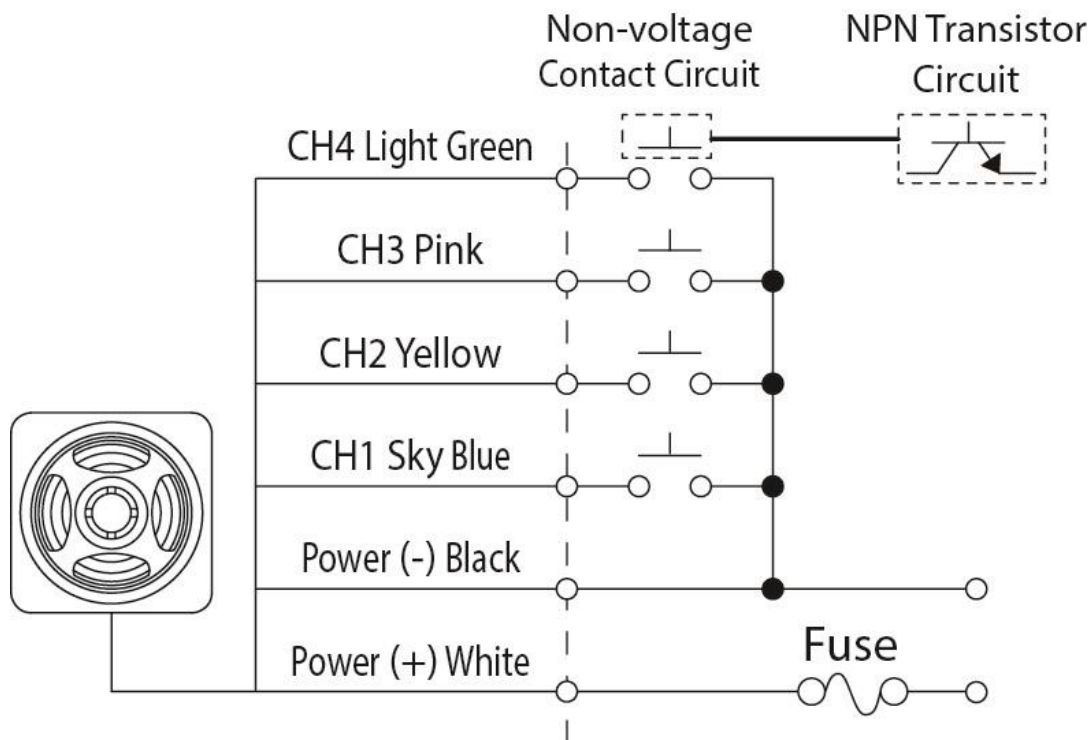 Non-voltage
Contact Circuit
NPN Transistor
Circuit
CH4 Light Green
CH3 Pink
CH2 Yellow
CH1 Sky Blue
Power (-) Black
Power (+) White
Fuse